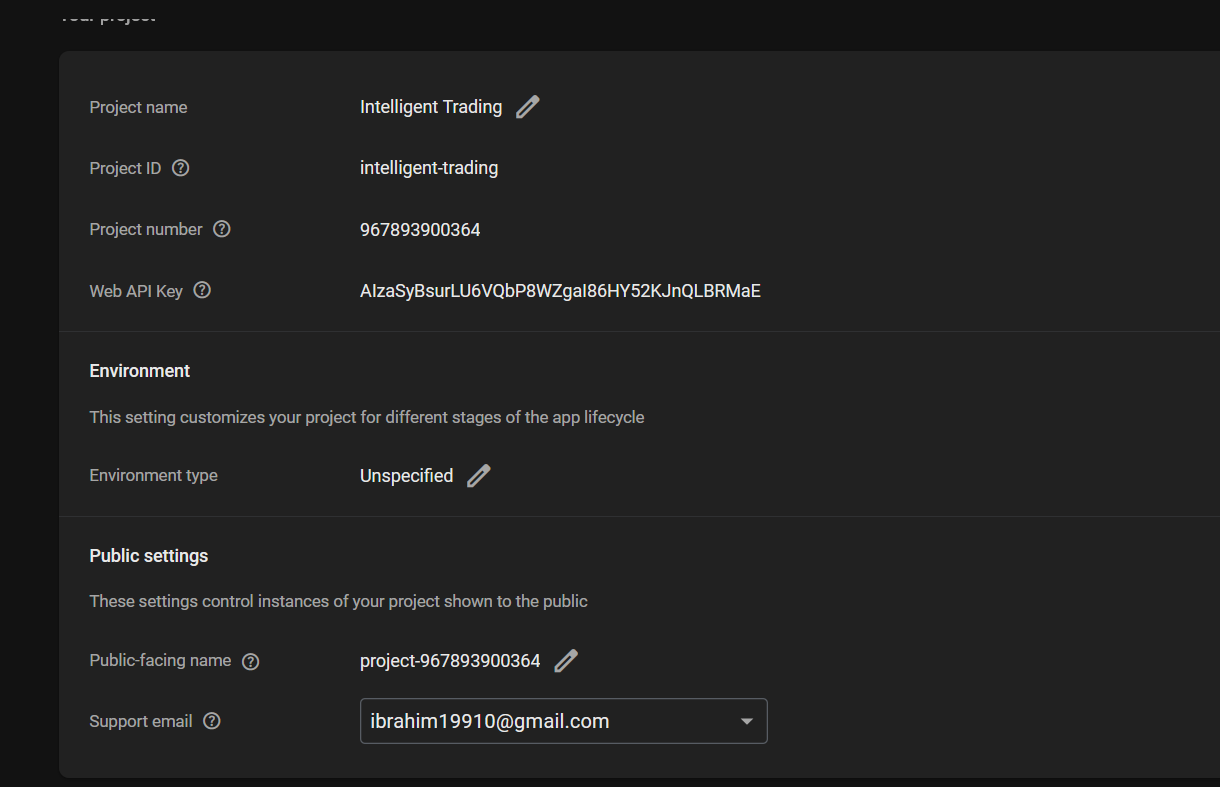 Your project
Project name Intelligent Trading
Project ID intelligent-trading
Project number 967893900364
Web API Key AIzaSyBsurLU6VQbP8WZgaI86HY52KJnQLBRMaE
Environment
This setting customizes your project for different stages of the app lifecycle
Environment type Unspecified
Public settings
These settings control instances of your project shown to the public
Public-facing name project-967893900364
Support email ibrahim19910@gmail.com